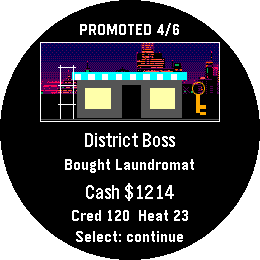 PROMOTED 4/6
District Boss
Bought Laundromat
Cash $1214
Cred 120 Heat 23
Select: continue